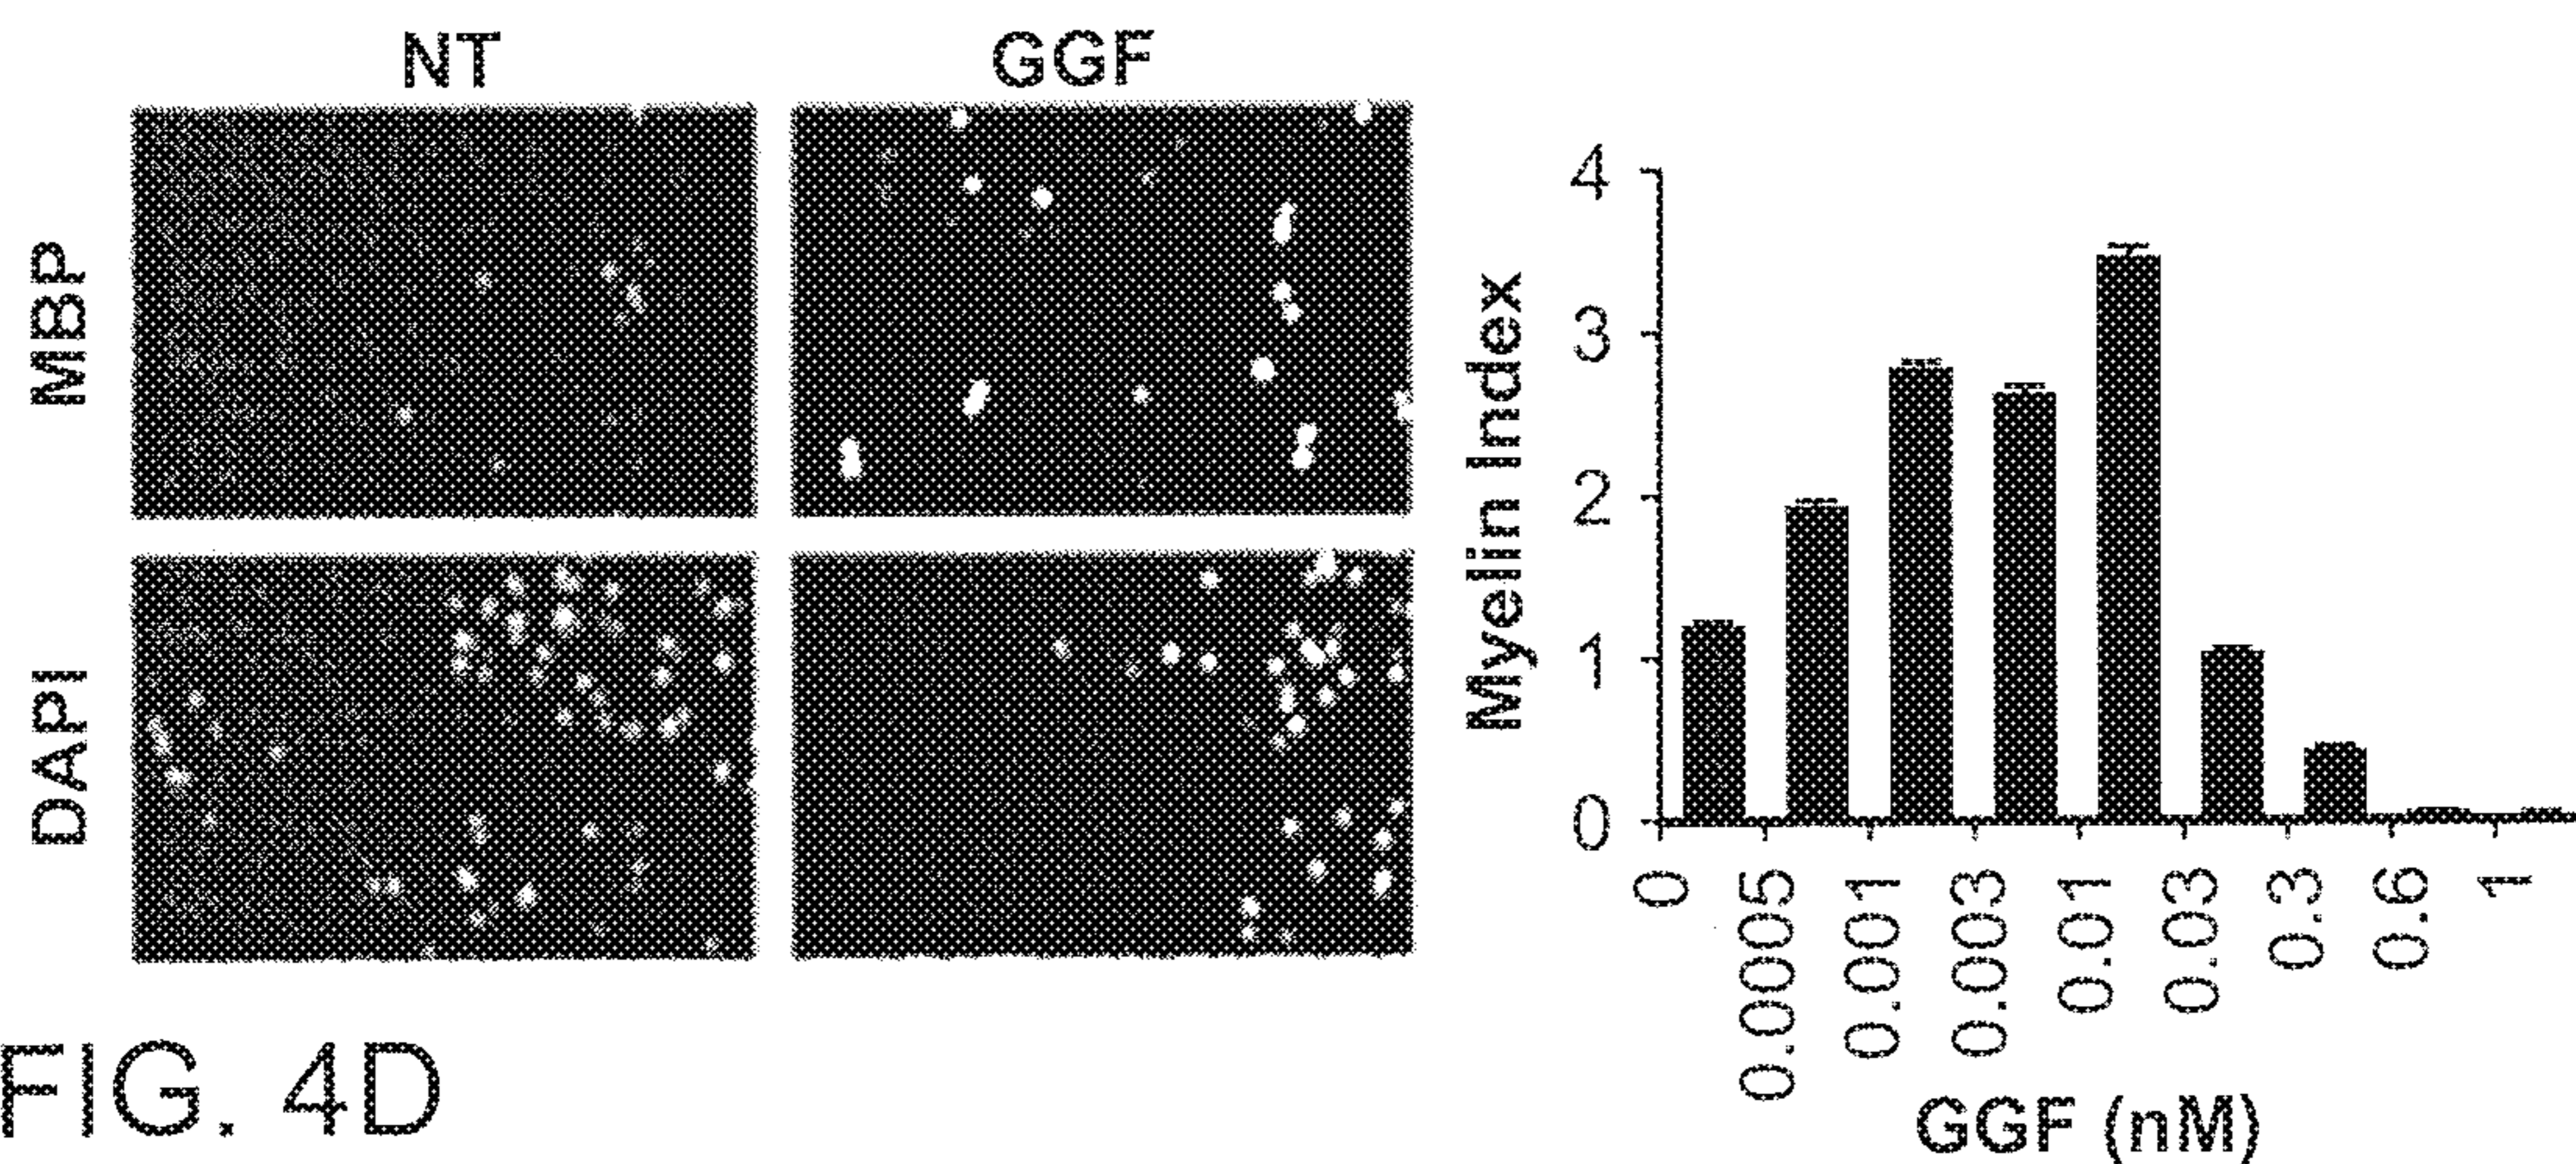 NT GGF
MBP
DAPI
Myelin Index
4
3
2
1
0
0 0.0005 0.001 0.003 0.01 0.03 0.3 0.6 1
GGF (nM)
FIG. 4D